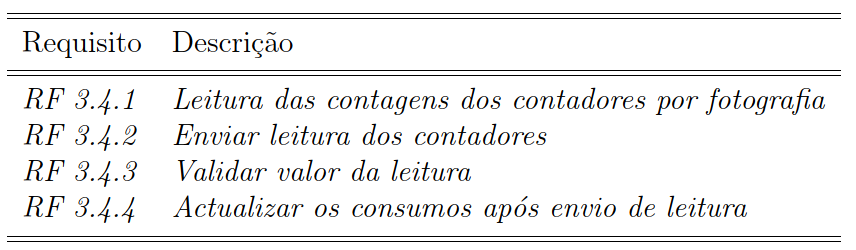 Requisito Descrição
RF 3.4.1 Leitura das contagens dos contadores por fotografia
RF 3.4.2 Enviar leitura dos contadores
RF 3.4.3 Validar valor da leitura
RF 3.4.4 Actualizar os consumos após envio de leitura